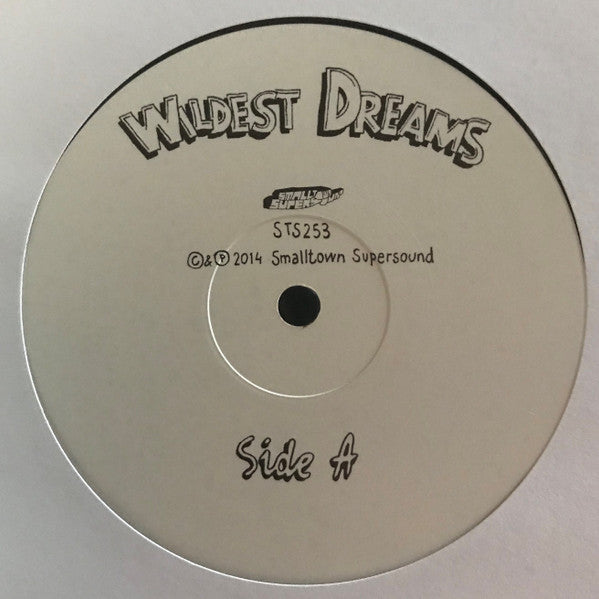 WILDEST DREAMS
SMALLTOWN
SUPERSOUND
STS253
©&℗ 2014 Smalltown Supersound
Side A